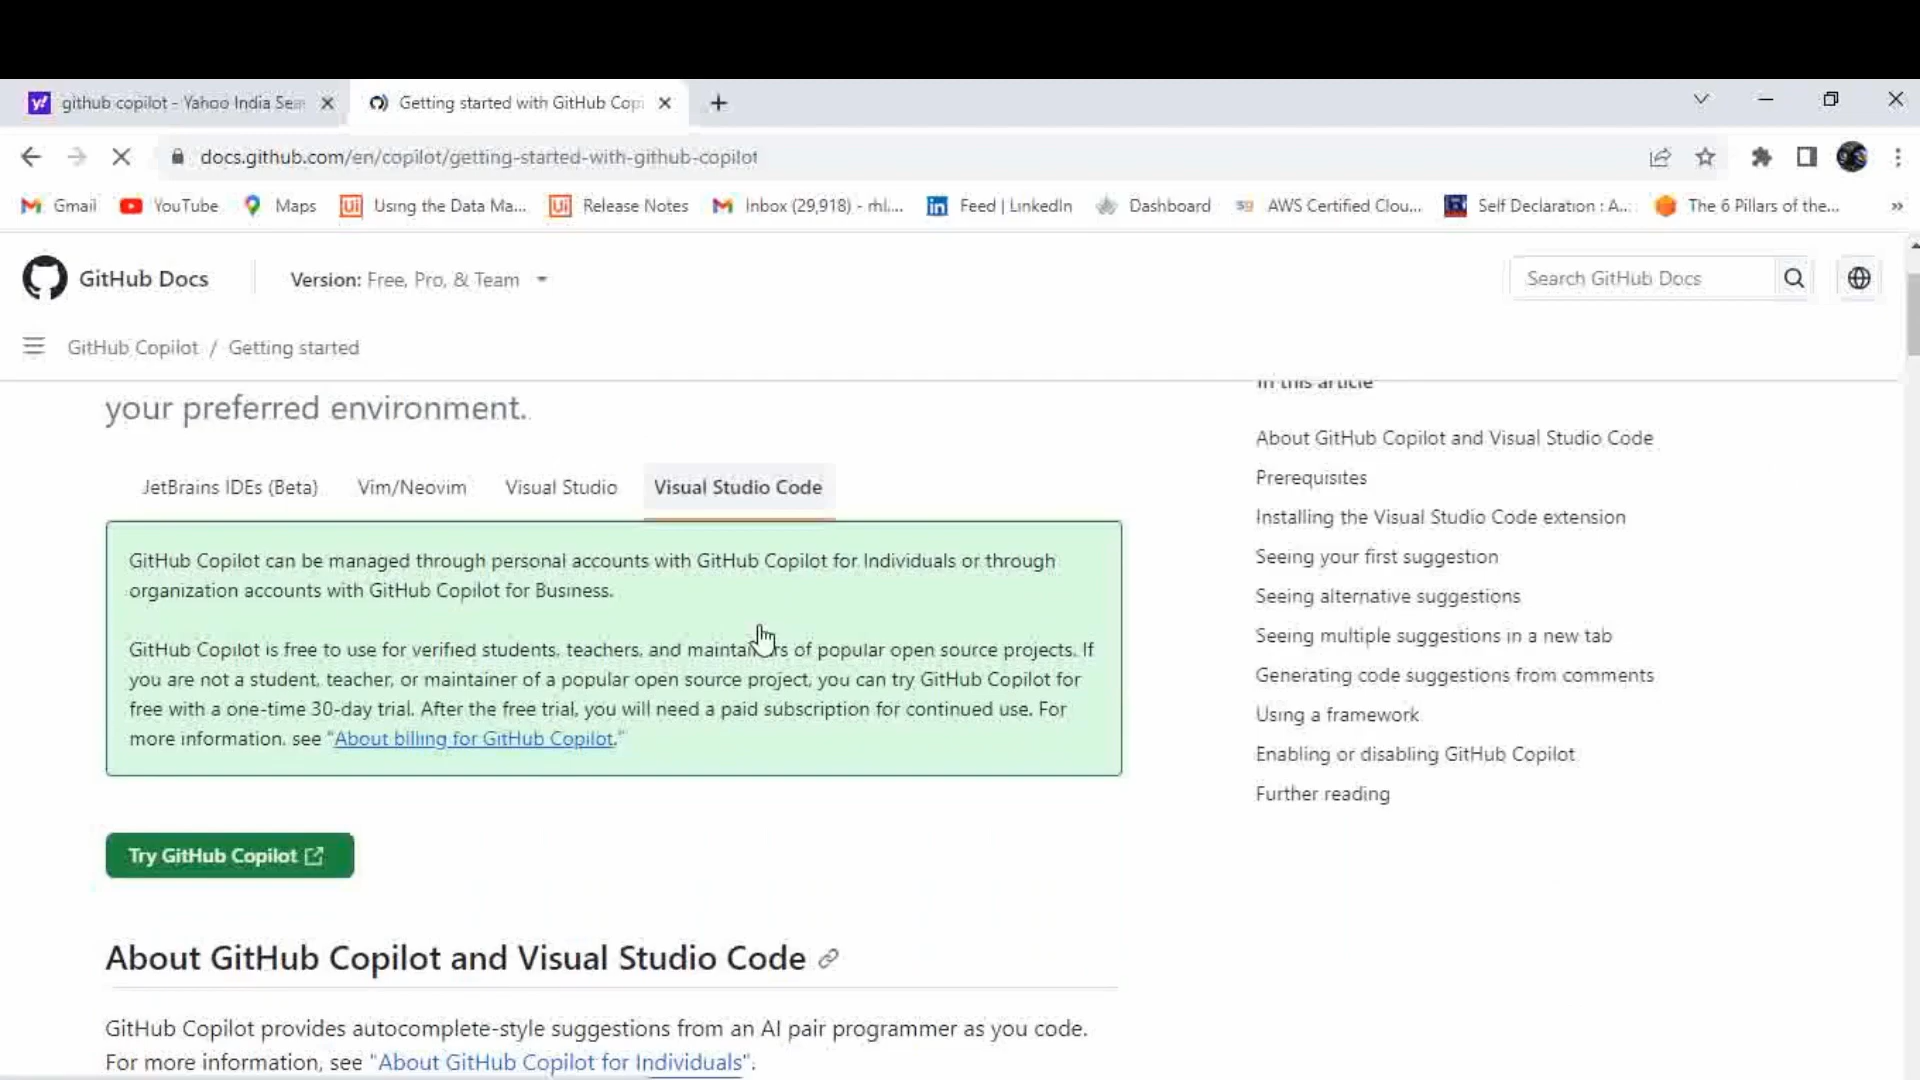 github copilot - Yahoo India Sear
Getting started with GitHub Cop
docs.github.com/en/copilot/getting-started-with-github-copilot
Gmail YouTube Maps Using the Data Ma... Release Notes Inbox (29,918) - rhl.... Feed | LinkedIn Dashboard AWS Certified Clou... Self Declaration : A... The 6 Pillars of the... »
GitHub Docs Version: Free, Pro, & Team Search GitHub Docs
GitHub Copilot / Getting started
In this article
your preferred environment.
About GitHub Copilot and Visual Studio Code
Prerequisites
JetBrains IDEs (Beta) Vim/Neovim Visual Studio Visual Studio Code
Installing the Visual Studio Code extension
Seeing your first suggestion
Seeing alternative suggestions
Seeing multiple suggestions in a new tab
Generating code suggestions from comments
Using a framework
Enabling or disabling GitHub Copilot
Further reading
GitHub Copilot can be managed through personal accounts with GitHub Copilot for Individuals or through
organization accounts with GitHub Copilot for Business.
GitHub Copilot is free to use for verified students, teachers, and maintainers of popular open source projects. If
you are not a student, teacher, or maintainer of a popular open source project, you can try GitHub Copilot for
free with a one-time 30-day trial. After the free trial, you will need a paid subscription for continued use. For
more information, see "About billing for GitHub Copilot."
Try GitHub Copilot
About GitHub Copilot and Visual Studio Code
GitHub Copilot provides autocomplete-style suggestions from an AI pair programmer as you code.
For more information, see "About GitHub Copilot for Individuals".